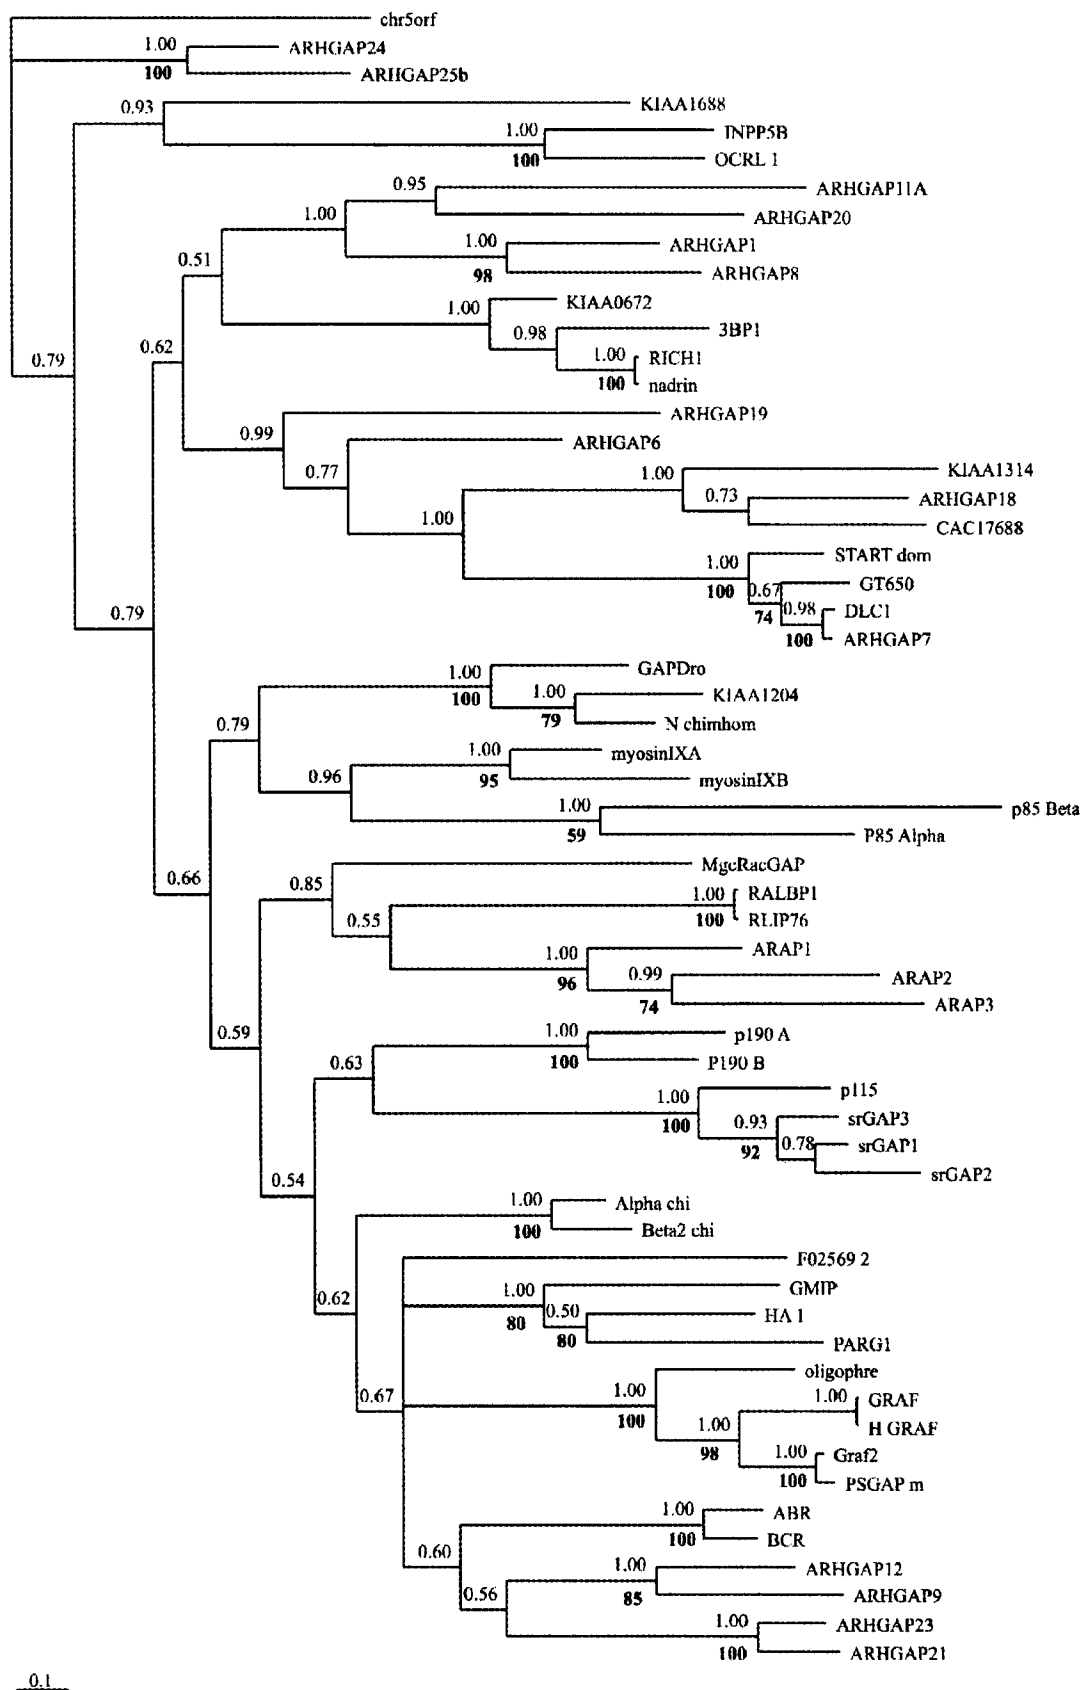 chr5orf
1.00 ARHGAP24
100 ARHGAP25b
0.93 KIAA1688
1.00 INPP5B
100 OCRL 1
0.95 ARHGAP11A
1.00 ARHGAP20
1.00 ARHGAP1
0.51 98 ARHGAP8
1.00 KIAA0672
0.98 3BP1
0.79 0.62 1.00 RICH1
100 nadrin
ARHGAP19
0.99 ARHGAP6
0.77 1.00 KIAA1314
0.73 ARHGAP18
1.00 CAC17688
1.00 START dom
100 0.67 GT650
0.79 74 0.98 DLC1
100 ARHGAP7
1.00 GAPDro
100 1.00 KIAA1204
0.79 79 N chimhom
1.00 myosinIXA
0.96 95 myosinIXB
1.00 p85 Beta
59 P85 Alpha
MgcRacGAP
0.66 0.85 1.00 RALBP1
0.55 100 RLIP76
1.00 ARAP1
96 0.99 ARAP2
74 ARAP3
0.59 1.00 p190 A
0.63 100 P190 B
1.00 p115
100 0.93 srGAP3
92 0.78 srGAP1
0.54 srGAP2
1.00 Alpha chi
100 Beta2 chi
F02569 2
0.62 1.00 GMIP
80 0.50 HA 1
80 PARG1
oligophre
0.67 1.00 1.00 GRAF
100 1.00 H GRAF
98 1.00 Graf2
100 PSGAP m
1.00 ABR
100 BCR
0.60 1.00 ARHGAP12
0.56 85 ARHGAP9
1.00 ARHGAP23
100 ARHGAP21
0.1